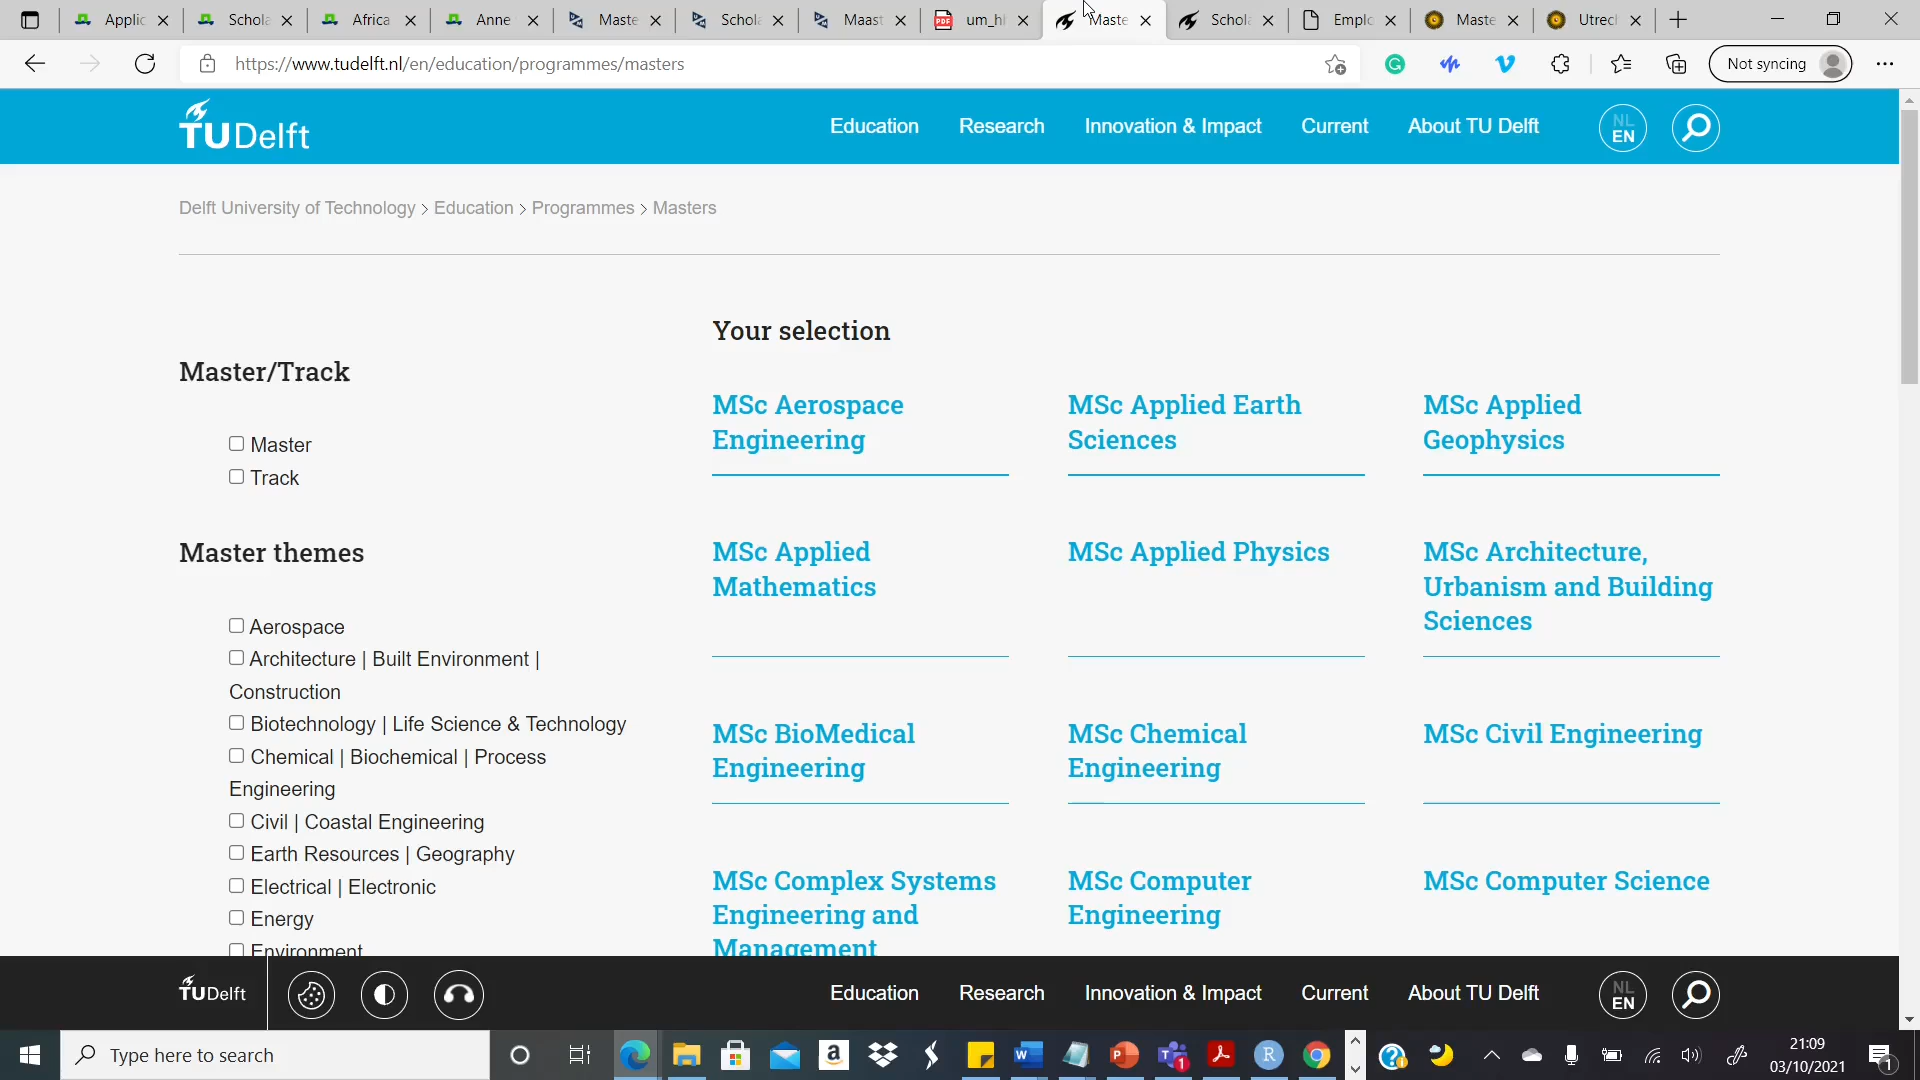 Applic
Schola
Africa
Anne
Maste
Schola
Maast
um_hl
Maste
Schola
Emplo
Maste
Utrecl
https://www.tudelft.nl/en/education/programmes/masters
Not syncing
TUDelft
Education
Research
Innovation & Impact
Current
About TU Delft
NL
EN
Delft University of Technology > Education > Programmes > Masters
Your selection
Master/Track
Master
Track
Master themes
Aerospace
Architecture | Built Environment |
Construction
Biotechnology | Life Science & Technology
Chemical | Biochemical | Process
Engineering
Civil | Coastal Engineering
Earth Resources | Geography
Electrical | Electronic
Energy
Environment
MSc Aerospace
Engineering
MSc Applied Earth
Sciences
MSc Applied
Geophysics
MSc Applied
Mathematics
MSc Applied Physics
MSc Architecture,
Urbanism and Building
Sciences
MSc BioMedical
Engineering
MSc Chemical
Engineering
MSc Civil Engineering
MSc Complex Systems
Engineering and
Management
MSc Computer
Engineering
MSc Computer Science
TUDelft
Education
Research
Innovation & Impact
Current
About TU Delft
NL
EN
Type here to search
21:09
03/10/2021
1